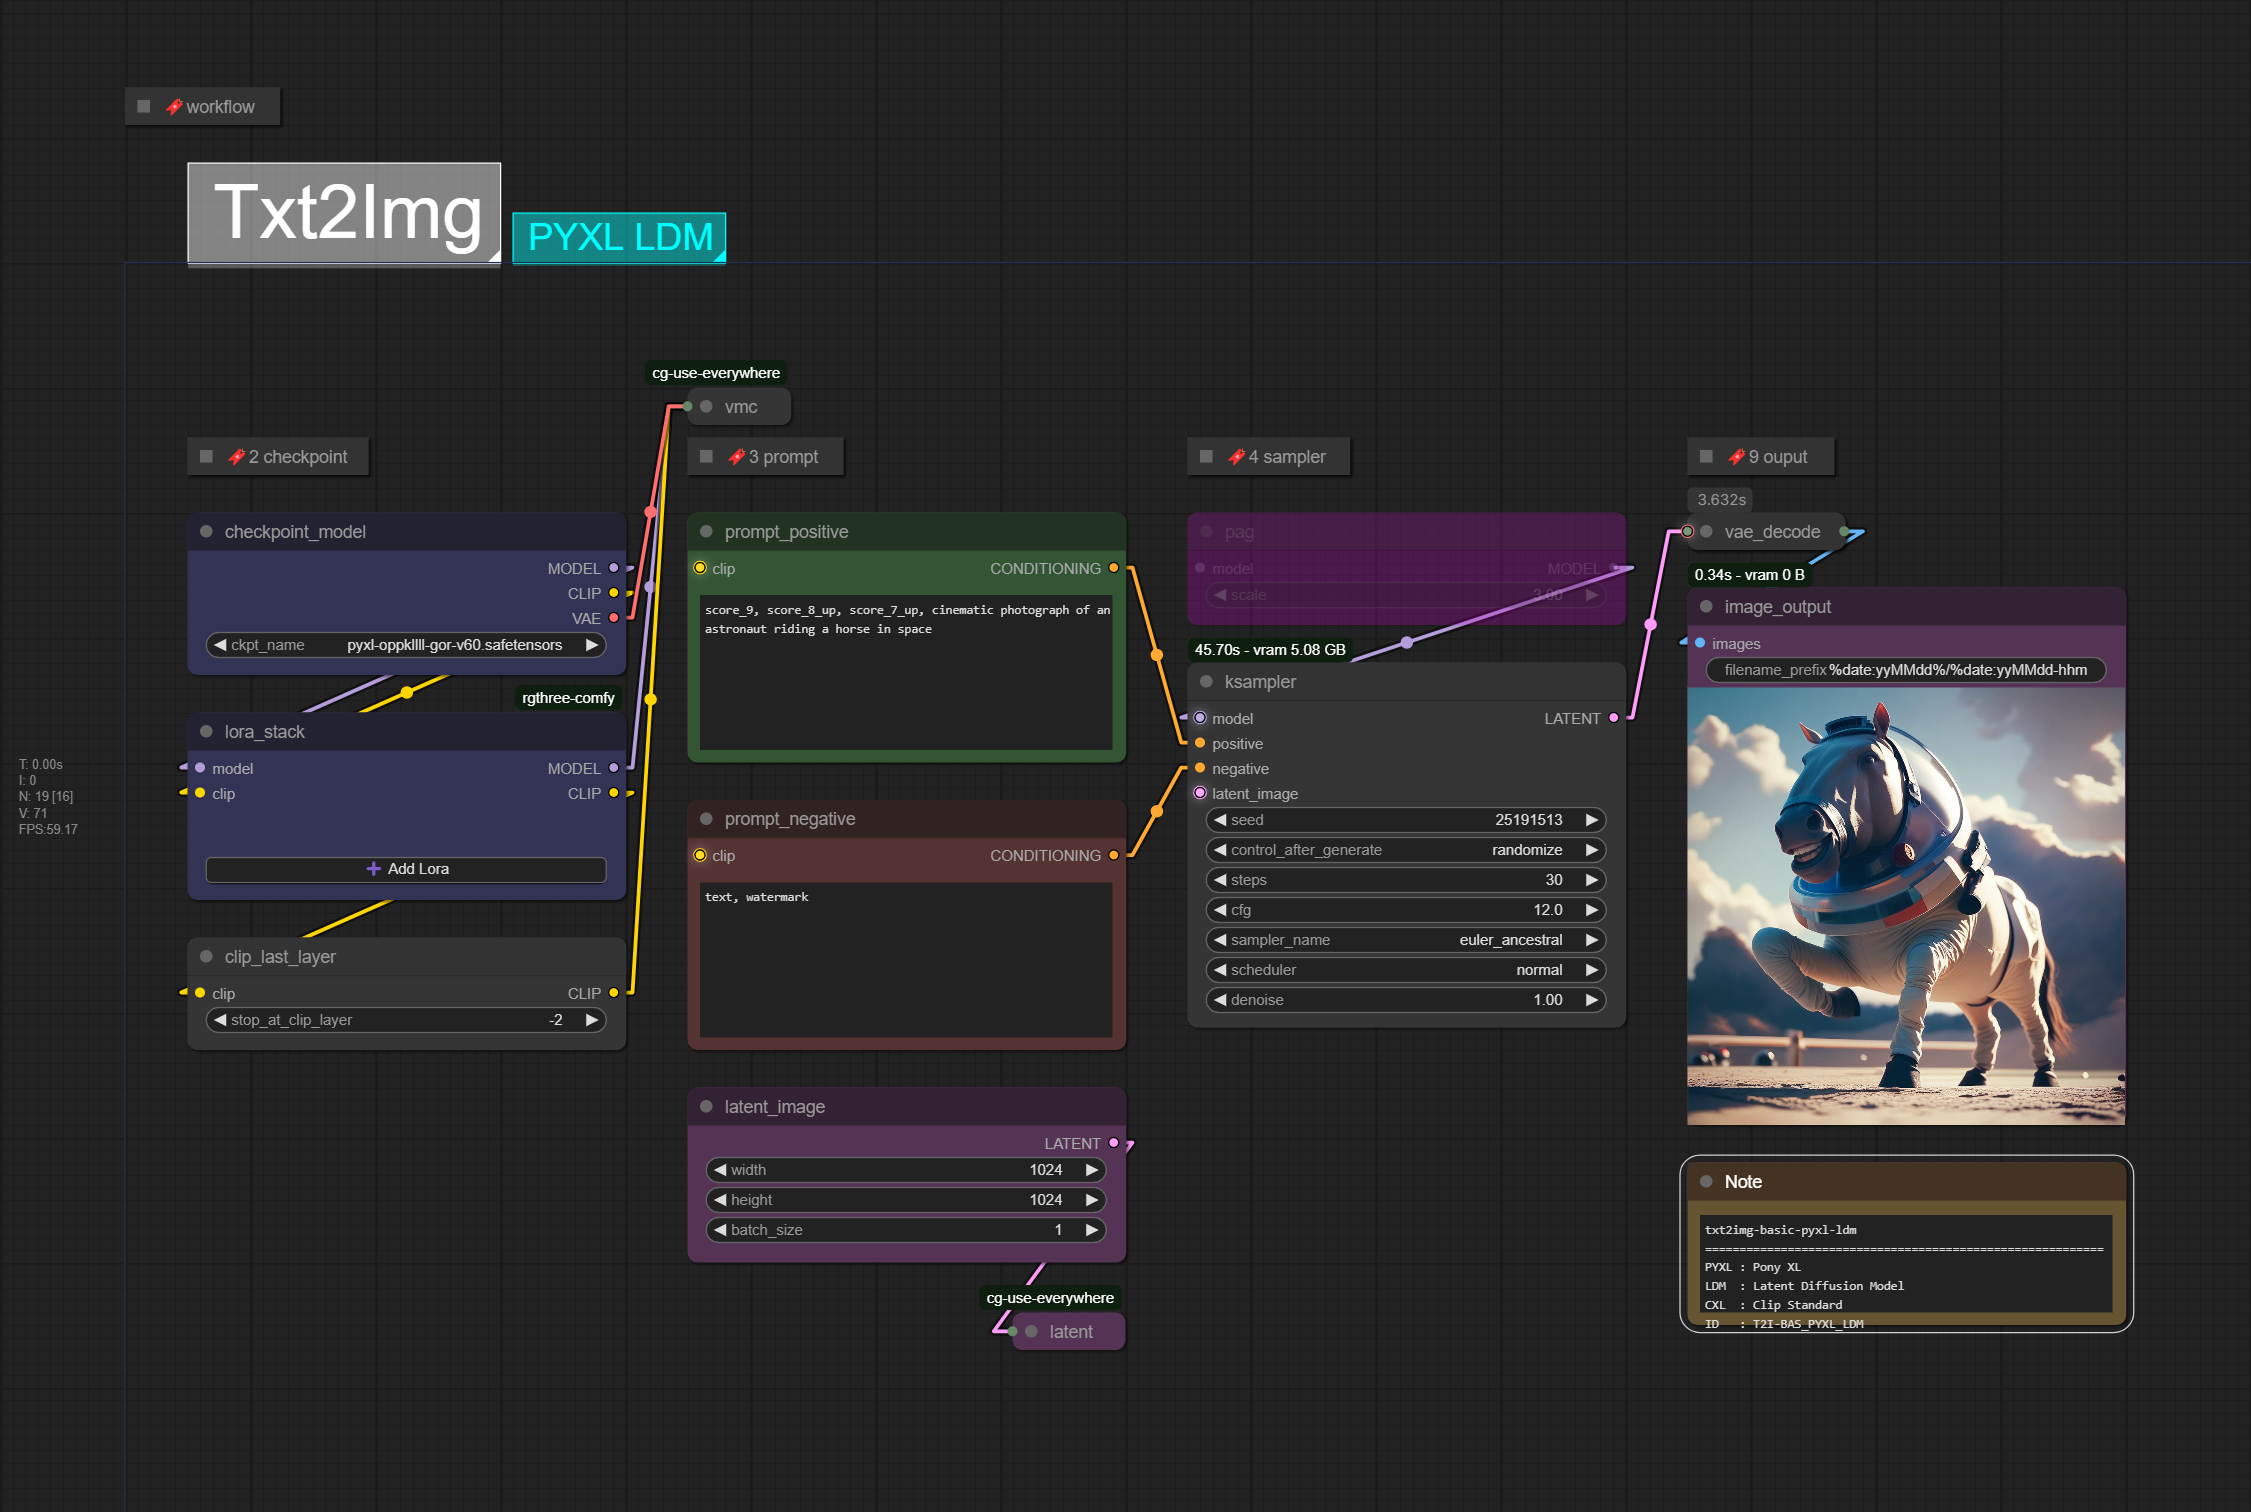 workflow
Txt2Img
PYXL LDM
cg-use-everywhere
vmc
2 checkpoint
3 prompt
4 sampler
9 ouput
3.632s
checkpoint_model
MODEL
CLIP
VAE
ckpt_name pyxl-oppkllll-gor-v60.safetensors
rgthree-comfy
lora_stack
model MODEL
clip CLIP
Add Lora
clip_last_layer
clip CLIP
stop_at_clip_layer -2
T: 0.00s
I: 0
N: 19 [16]
V: 71
FPS:59.17
prompt_positive
clip CONDITIONING
score_9, score_8_up, score_7_up, cinematic photograph of an
astronaut riding a horse in space
prompt_negative
clip CONDITIONING
text, watermark
latent_image
LATENT
width 1024
height 1024
batch_size 1
cg-use-everywhere
latent
pag
model MODEL
scale 3.00
45.70s - vram 5.08 GB
ksampler
model LATENT
positive
negative
latent_image
seed 25191513
control_after_generate randomize
steps 30
cfg 12.0
sampler_name euler_ancestral
scheduler normal
denoise 1.00
vae_decode
0.34s - vram 0 B
image_output
images
filename_prefix %date:yyMMdd%/%date:yyMMdd-hhm
Note
txt2img-basic-pyxl-ldm
==========================================================
PYXL : Pony XL
LDM : Latent Diffusion Model
CXL : Clip Standard
ID : T2I-BAS_PYXL_LDM